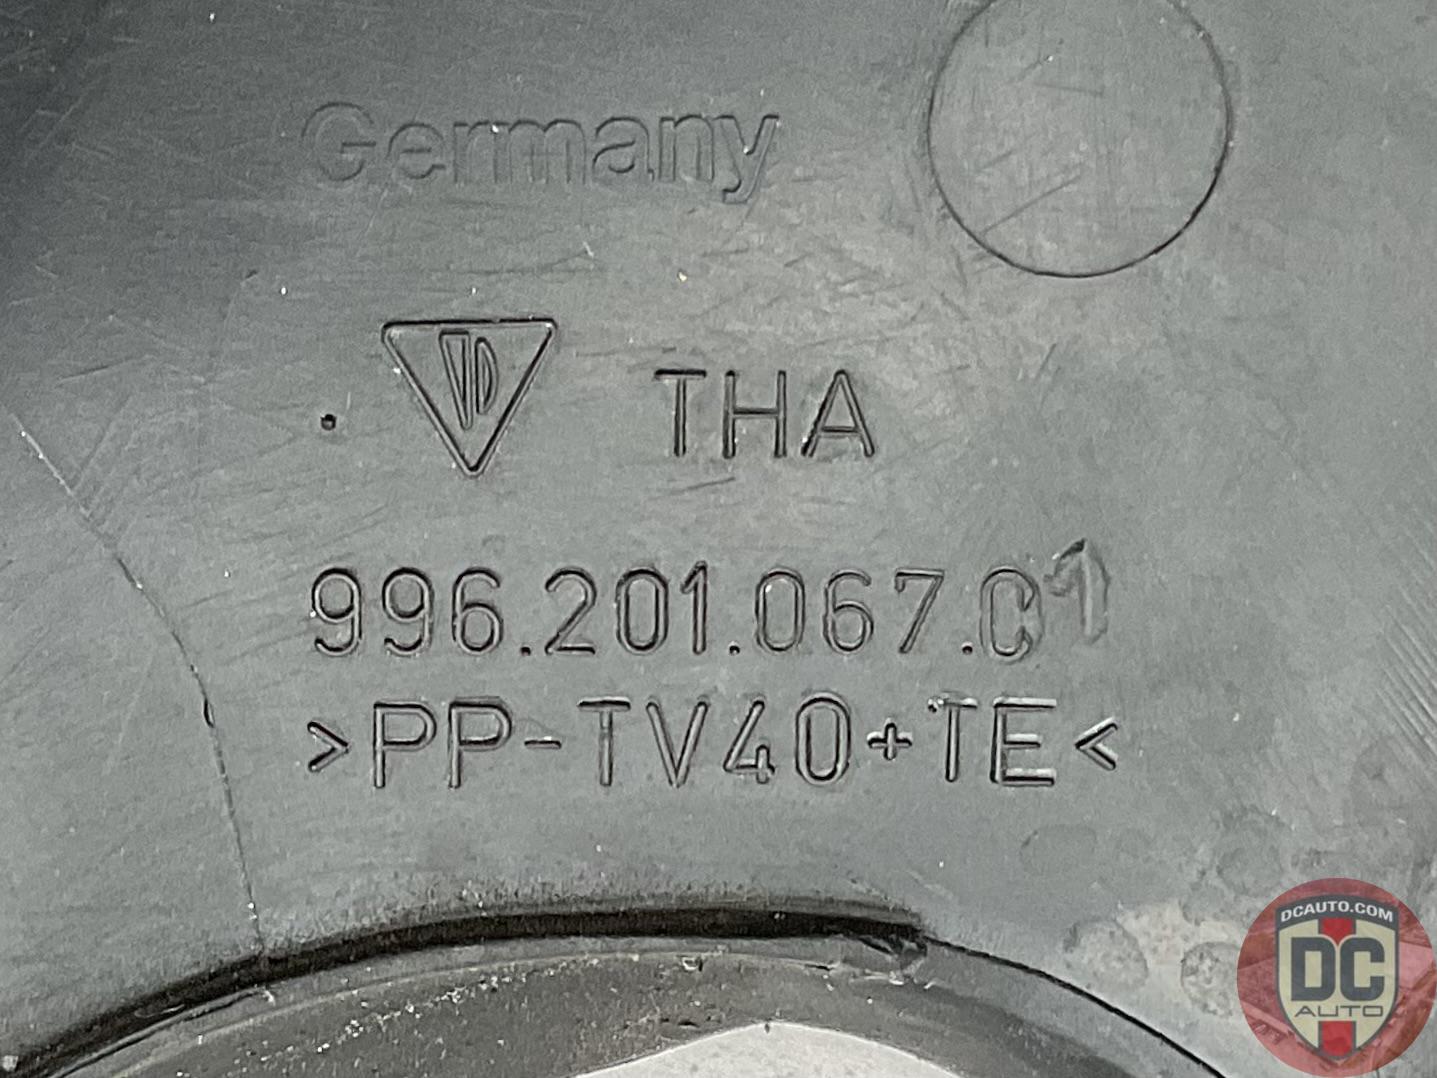 Germany
THA
996.201.067.01
>PP-TV40+TE<
DCAUTO.COM
DC
AUTO